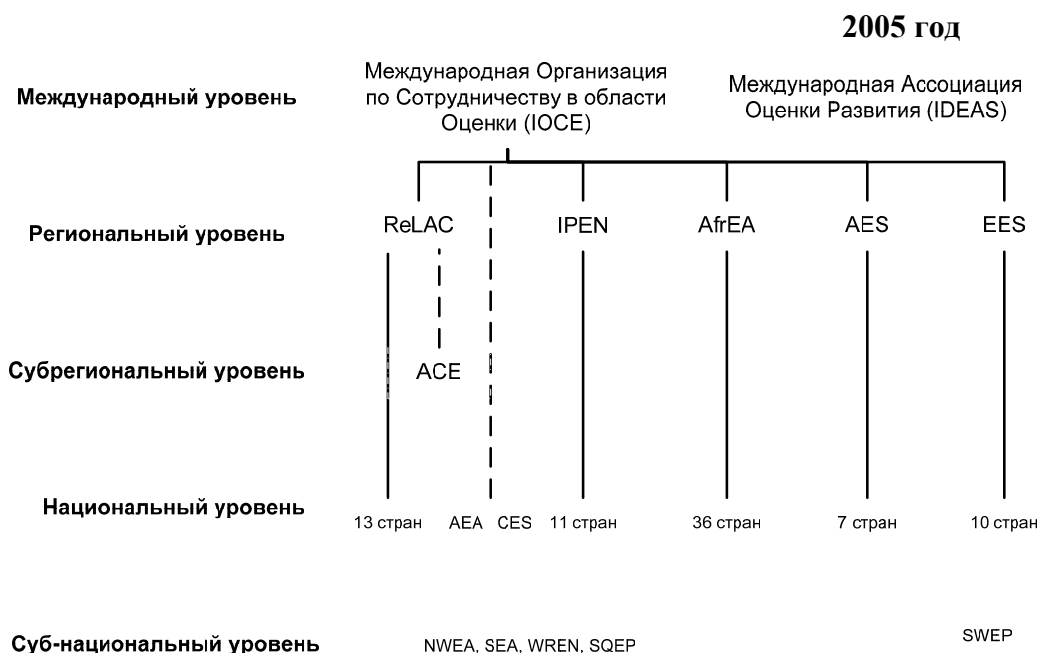 2005 год
Международный уровень
Международная Организация
по Сотрудничеству в области
Оценки (IOCE)
Международная Ассоциация
Оценки Развития (IDEAS)
Региональный уровень
ReLAC
IPEN
AfrEA
AES
EES
Субрегиональный уровень
ACE
Национальный уровень
13 стран
AEA
CES
11 стран
36 стран
7 стран
10 стран
Суб-национальный уровень
NWEA, SEA, WREN, SQEP
SWEP